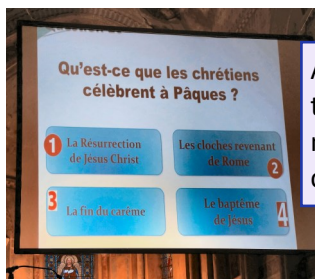 Qu'est-ce que les chrétiens
célèbrent à Pâques ?
1 La Résurrection
de Jésus Christ
Les cloches revenant
de Rome
2
3
La fin du carême
Le baptême
de Jésus
4